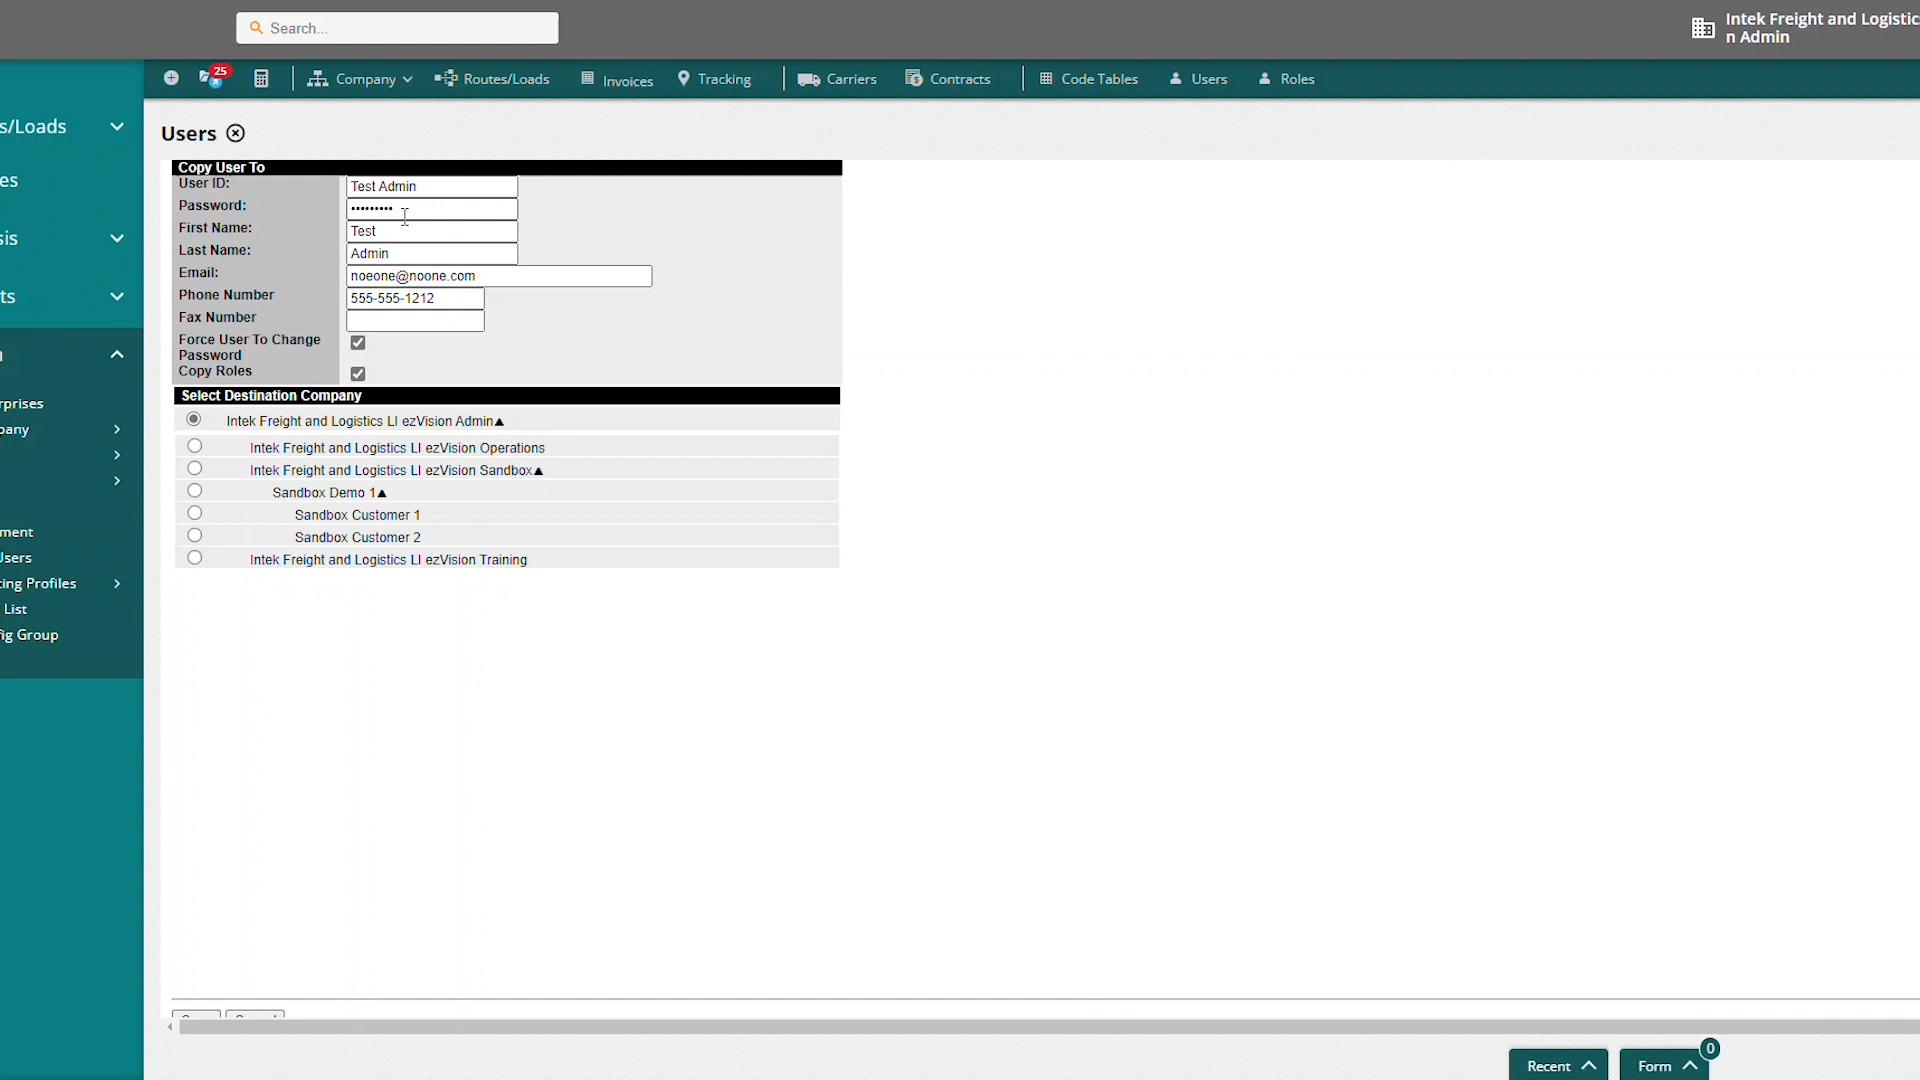 Search...
Intek Freight and Logistics
n Admin
25
Company
Routes/Loads
Invoices
Tracking
Carriers
Contracts
Code Tables
Users
Roles
s/Loads
es
sis
ts
n
rprises
pany
ment
Users
ing Profiles
List
fig Group
Users
Copy User To
User ID: Test Admin
Password: •••••••••
First Name: Test
Last Name: Admin
Email: noeone@noone.com
Phone Number 555-555-1212
Fax Number
Force User To Change
Password
Copy Roles
Select Destination Company
Intek Freight and Logistics LI ezVision Admin▲
Intek Freight and Logistics LI ezVision Operations
Intek Freight and Logistics LI ezVision Sandbox▲
Sandbox Demo 1▲
Sandbox Customer 1
Sandbox Customer 2
Intek Freight and Logistics LI ezVision Training
Recent
Form
0